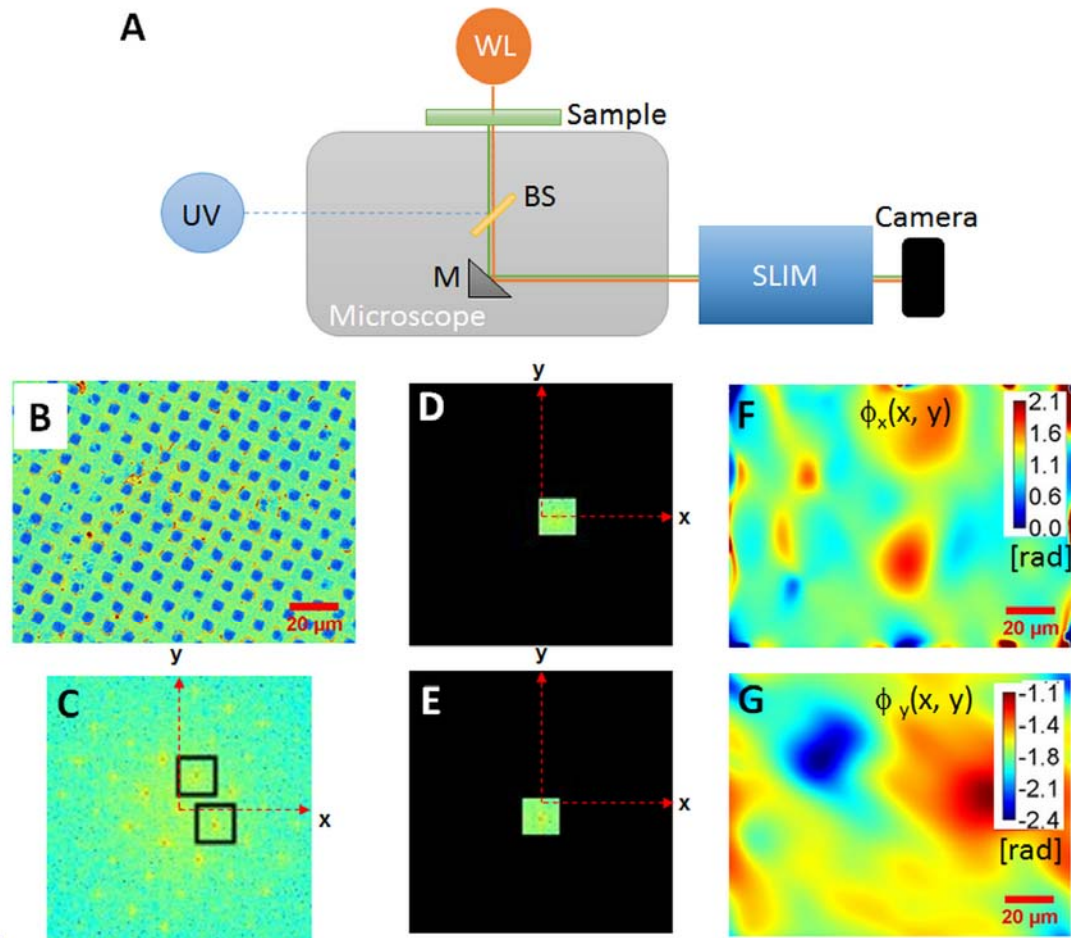 A
WL
Sample
UV
BS
Camera
M
SLIM
Microscope
B
20 µm
y
D
x
F
ϕx(x, y)
2.1
1.6
1.1
0.6
0.0
[rad]
20 µm
y
C
x
y
E
x
G
ϕ y(x, y)
-1.1
-1.4
-1.8
-2.1
-2.4
[rad]
20 µm